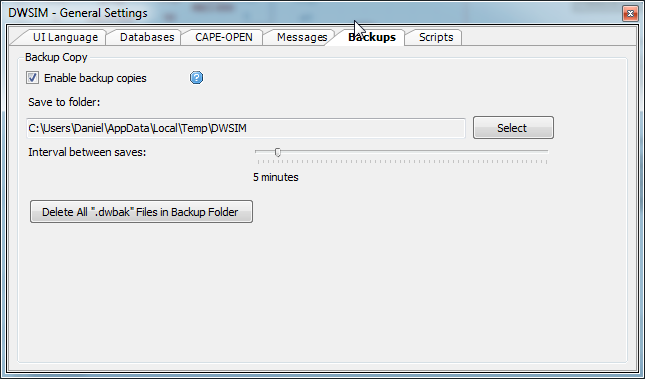 DWSIM - General Settings
UI Language Databases CAPE-OPEN Messages Backups Scripts
Backup Copy
Enable backup copies
Save to folder:
C:\Users\Daniel\AppData\Local\Temp\DWSIM Select
Interval between saves:
5 minutes
Delete All ".dwbak" Files in Backup Folder